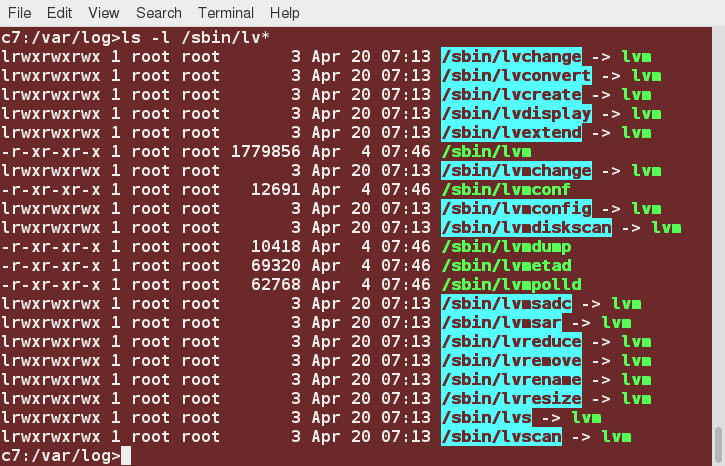 File Edit View Search Terminal Help
c7:/var/log>ls -l /sbin/lv*
lrwxrwxrwx 1 root root       3 Apr 20 07:13 /sbin/lvchange -> lvm
lrwxrwxrwx 1 root root       3 Apr 20 07:13 /sbin/lvconvert -> lvm
lrwxrwxrwx 1 root root       3 Apr 20 07:13 /sbin/lvcreate -> lvm
lrwxrwxrwx 1 root root       3 Apr 20 07:13 /sbin/lvdisplay -> lvm
lrwxrwxrwx 1 root root       3 Apr 20 07:13 /sbin/lvextend -> lvm
-r-xr-xr-x 1 root root 1779856 Apr  4 07:46 /sbin/lvm
lrwxrwxrwx 1 root root       3 Apr 20 07:13 /sbin/lvmchange -> lvm
-r-xr-xr-x 1 root root   12691 Apr  4 07:46 /sbin/lvmconf
lrwxrwxrwx 1 root root       3 Apr 20 07:13 /sbin/lvmconfig -> lvm
lrwxrwxrwx 1 root root       3 Apr 20 07:13 /sbin/lvmdiskscan -> lvm
-r-xr-xr-x 1 root root   10418 Apr  4 07:46 /sbin/lvmdump
-r-xr-xr-x 1 root root   69320 Apr  4 07:46 /sbin/lvmetad
-r-xr-xr-x 1 root root   62768 Apr  4 07:46 /sbin/lvmpolld
lrwxrwxrwx 1 root root       3 Apr 20 07:13 /sbin/lvmsadc -> lvm
lrwxrwxrwx 1 root root       3 Apr 20 07:13 /sbin/lvmsar -> lvm
lrwxrwxrwx 1 root root       3 Apr 20 07:13 /sbin/lvreduce -> lvm
lrwxrwxrwx 1 root root       3 Apr 20 07:13 /sbin/lvremove -> lvm
lrwxrwxrwx 1 root root       3 Apr 20 07:13 /sbin/lvrename -> lvm
lrwxrwxrwx 1 root root       3 Apr 20 07:13 /sbin/lvresize -> lvm
lrwxrwxrwx 1 root root       3 Apr 20 07:13 /sbin/lvs -> lvm
lrwxrwxrwx 1 root root       3 Apr 20 07:13 /sbin/lvscan -> lvm
c7:/var/log>